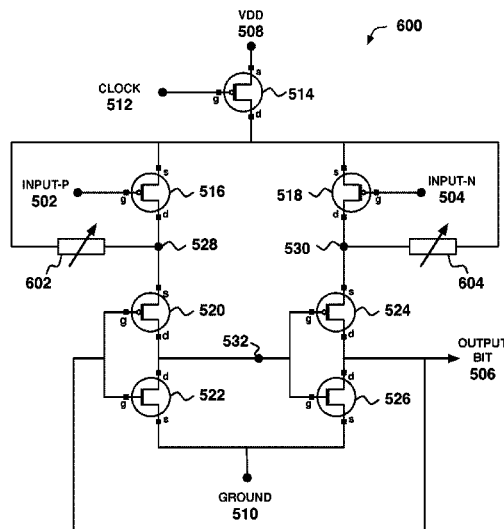 VDD
508
600
s
CLOCK
512
g
514
d
s
s
INPUT-P
502
g
516
518
g
INPUT-N
504
d
d
528
530
602
604
s
s
g
520
524
g
d
d
532
OUTPUT
BIT
506
d
d
g
522
g
526
s
s
GROUND
510